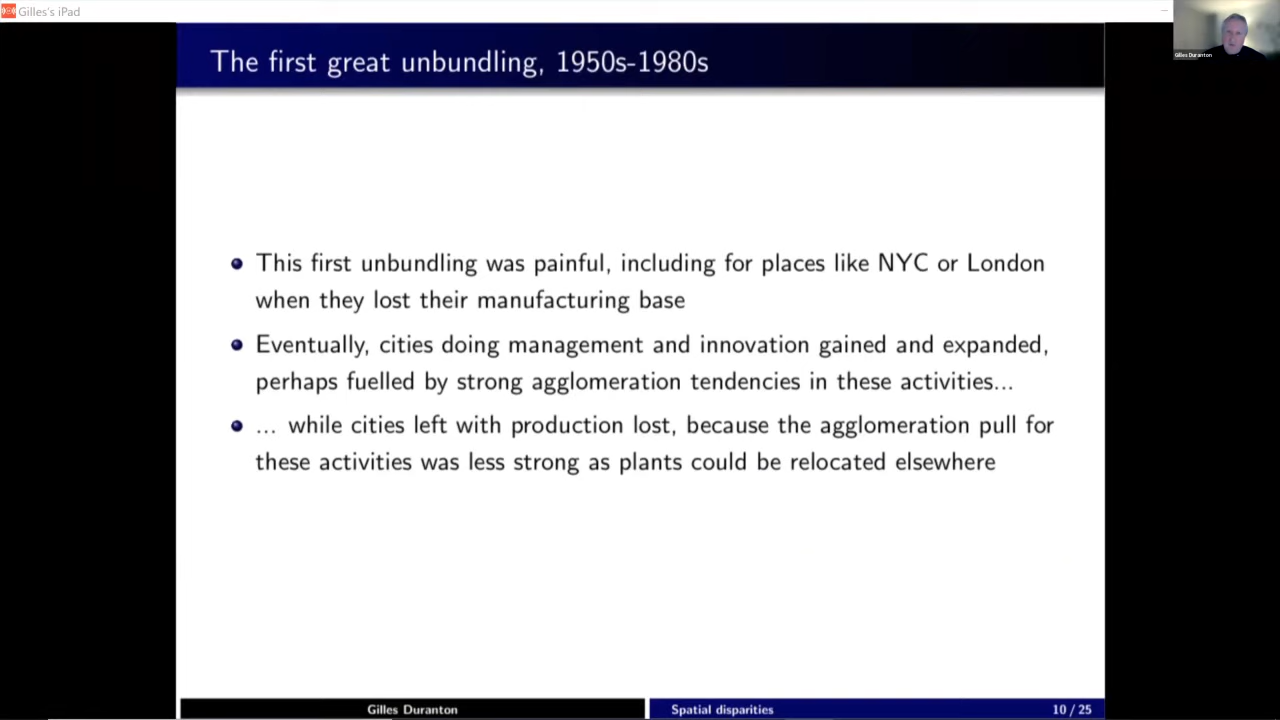 Gilles's iPad
Gilles Duranton
The first great unbundling, 1950s-1980s
This first unbundling was painful, including for places like NYC or London
when they lost their manufacturing base
Eventually, cities doing management and innovation gained and expanded,
perhaps fuelled by strong agglomeration tendencies in these activities...
... while cities left with production lost, because the agglomeration pull for
these activities was less strong as plants could be relocated elsewhere
Gilles Duranton
Spatial disparities
10 / 25